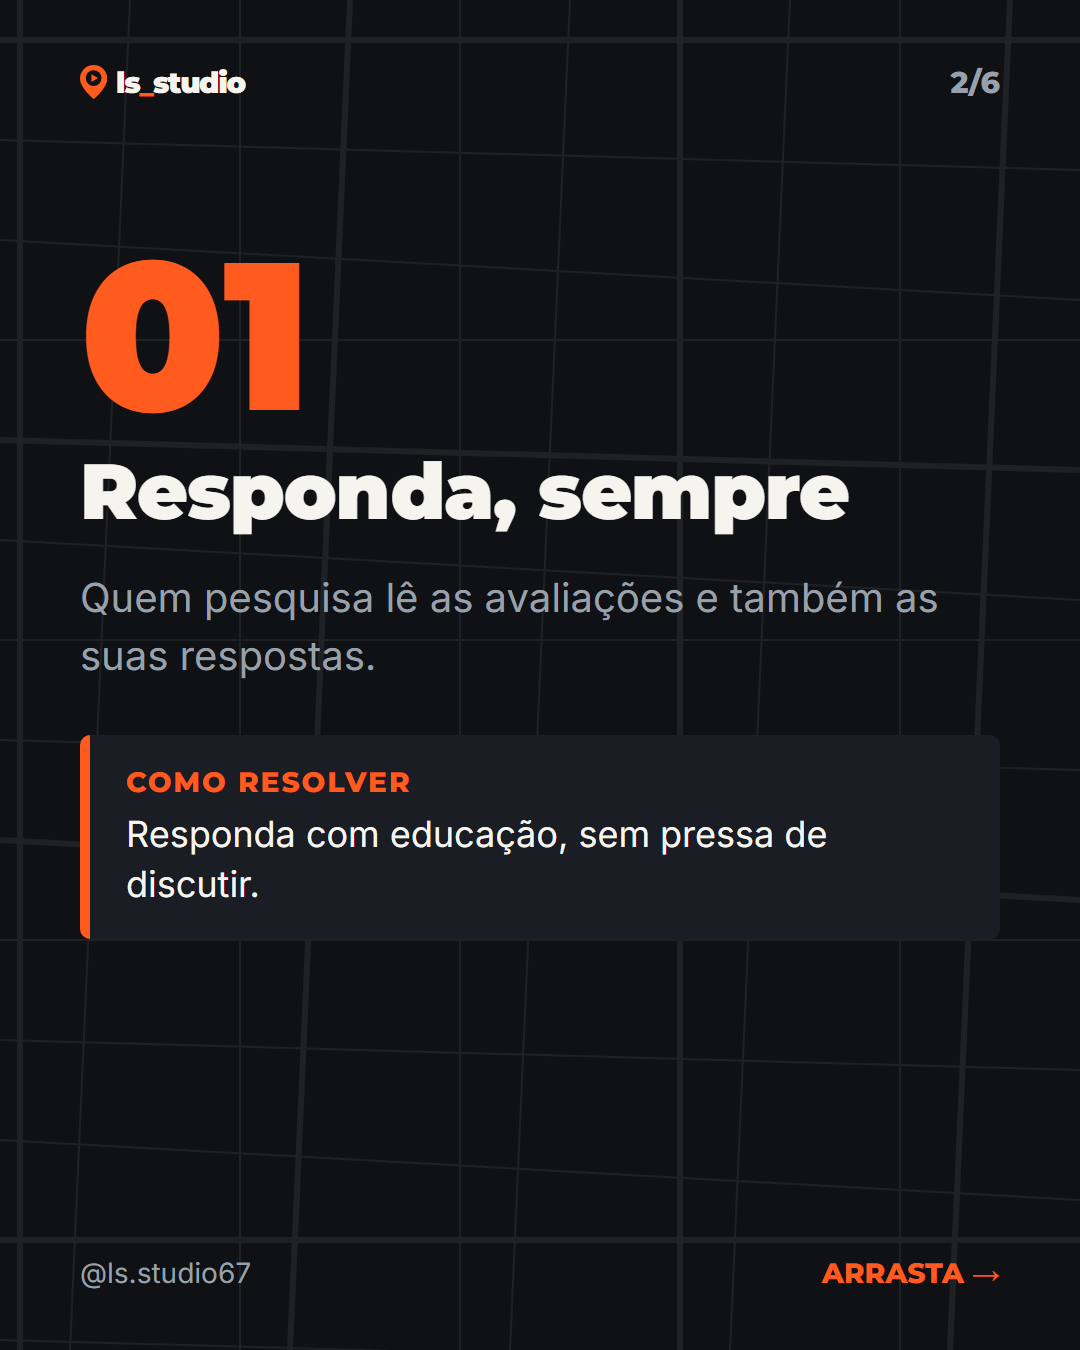 ls_studio
2/6
01
Responda, sempre
Quem pesquisa lê as avaliações e também as
suas respostas.
COMO RESOLVER
Responda com educação, sem pressa de
discutir.
@ls.studio67
ARRASTA →